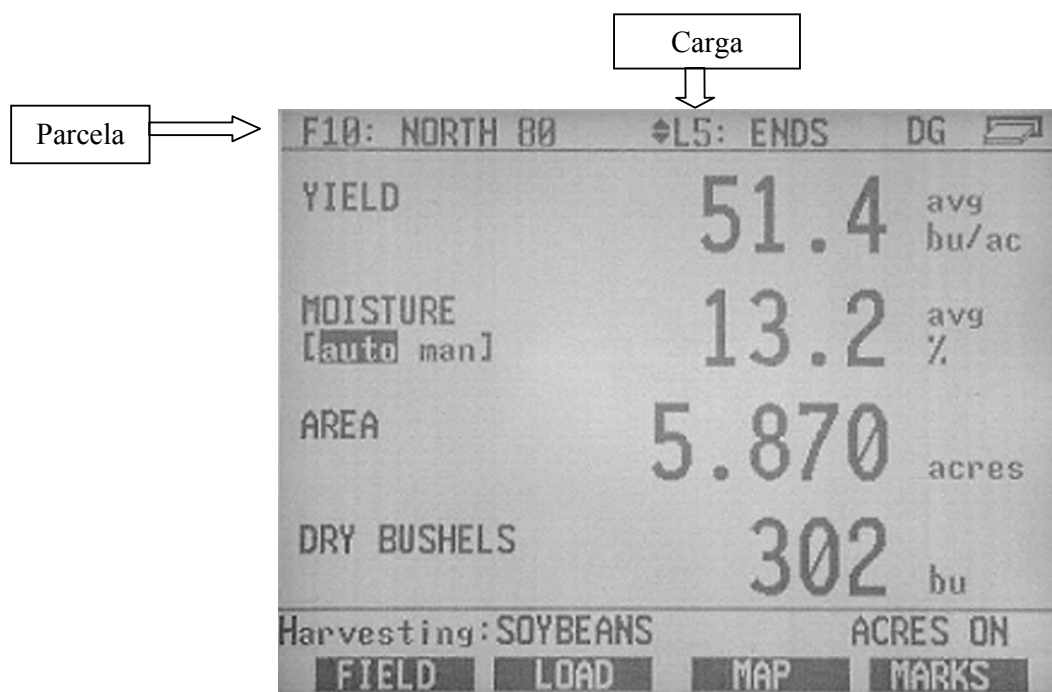 Carga
Parcela
F10: NORTH 80 L5: ENDS DG
YIELD 51.4 avg bu/ac
MOISTURE 13.2 avg %
[auto man]
AREA 5.870 acres
DRY BUSHELS 302 bu
Harvesting:SOYBEANS ACRES ON
FIELD LOAD MAP MARKS